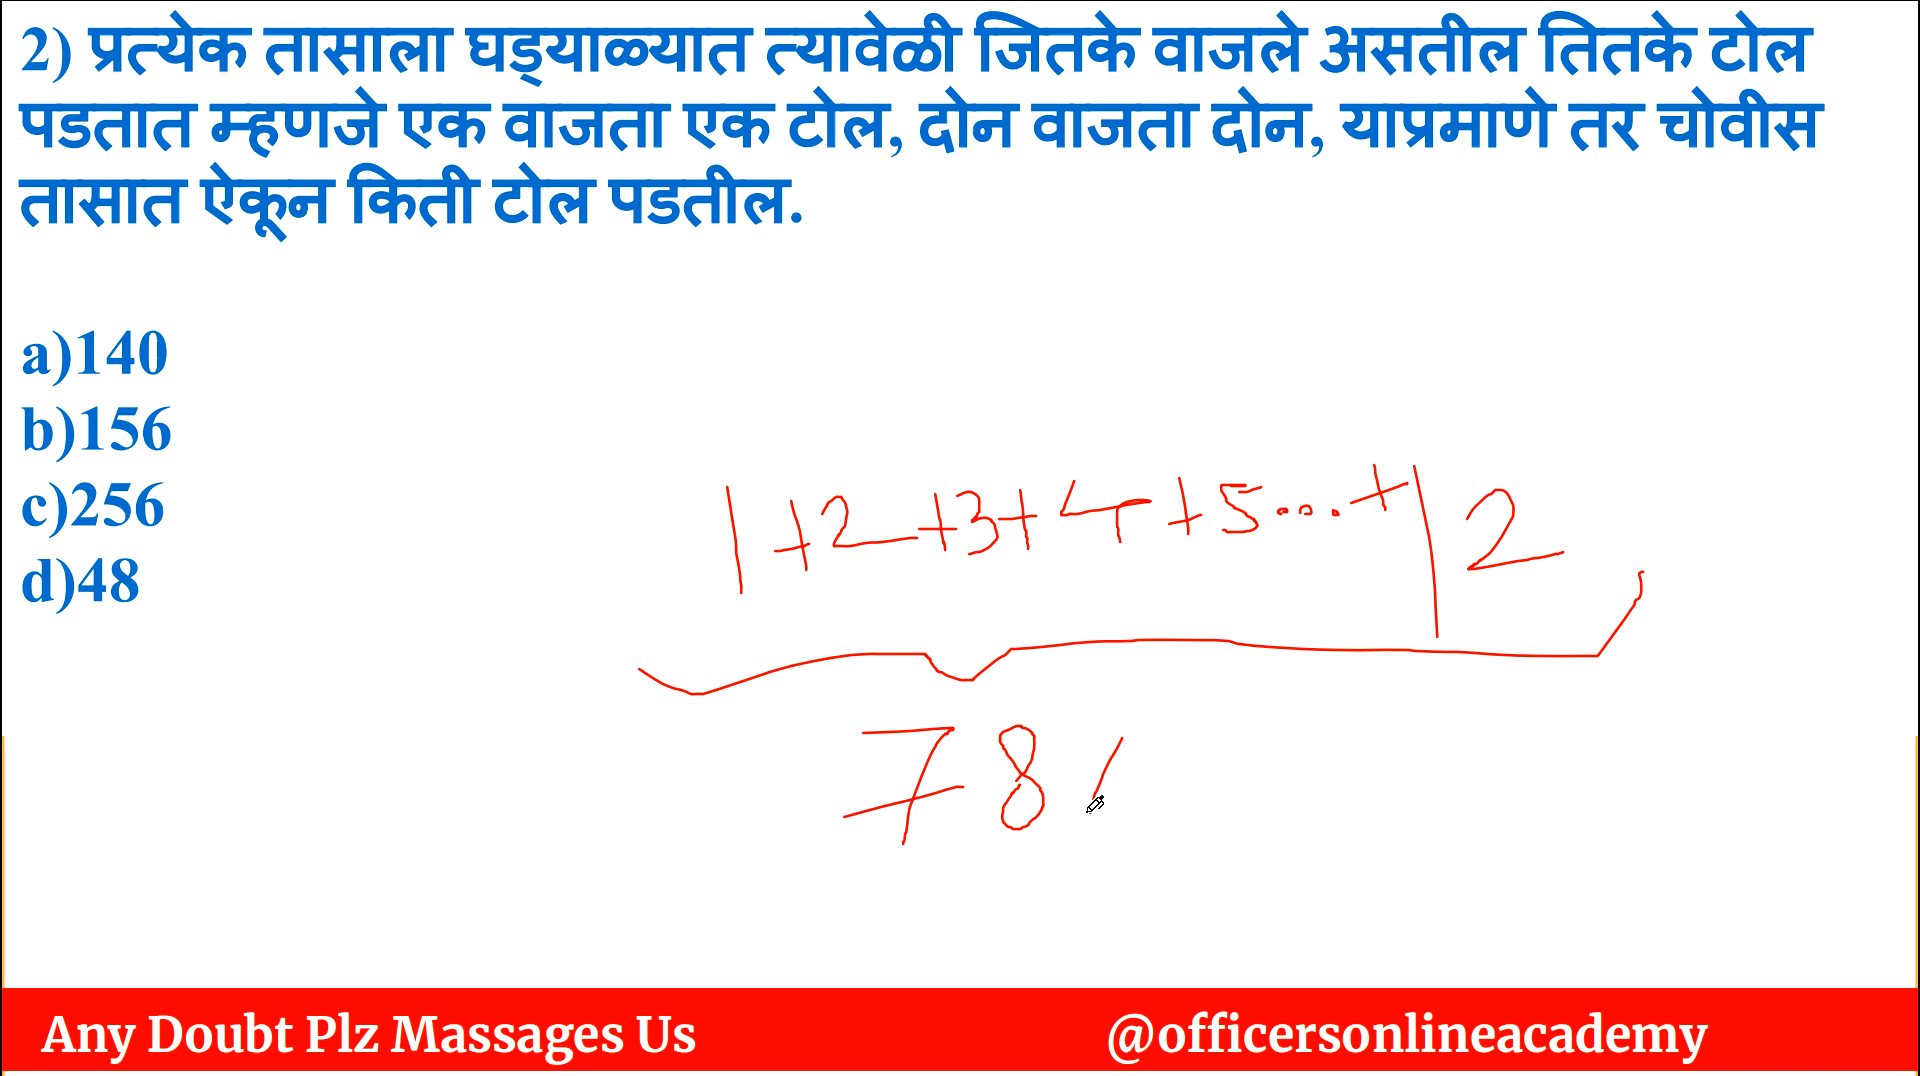 2) प्रत्येक तासाला घड्याळ्यात त्यावेळी जितके वाजले असतील तितके टोल
पडतात म्हणजे एक वाजता एक टोल, दोन वाजता दोन, याप्रमाणे तर चोवीस
तासात ऐकून किती टोल पडतील.
a)140
b)156
c)256
d)48
1+2+3+4+5...+12
78
Any Doubt Plz Massages Us
@officersonlineacademy